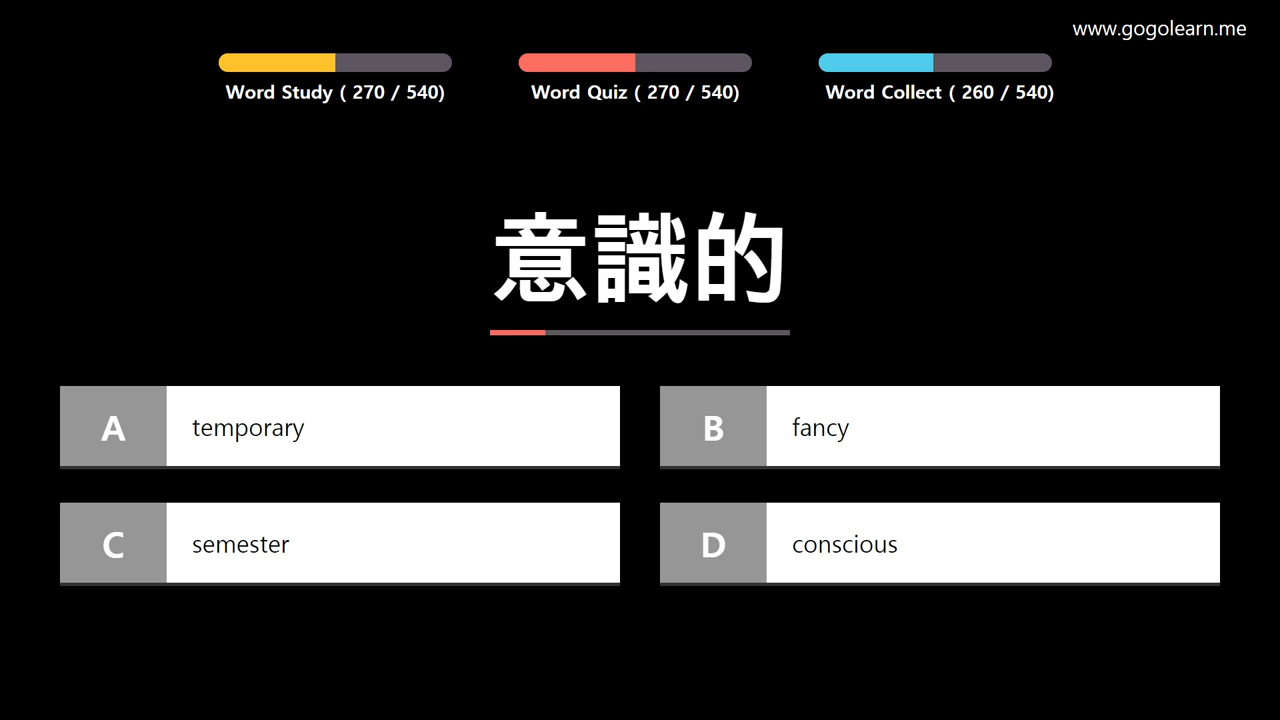 www.gogolearn.me
Word Study ( 270 / 540)
Word Quiz ( 270 / 540)
Word Collect ( 260 / 540)
意識的
A temporary
B fancy
C semester
D conscious